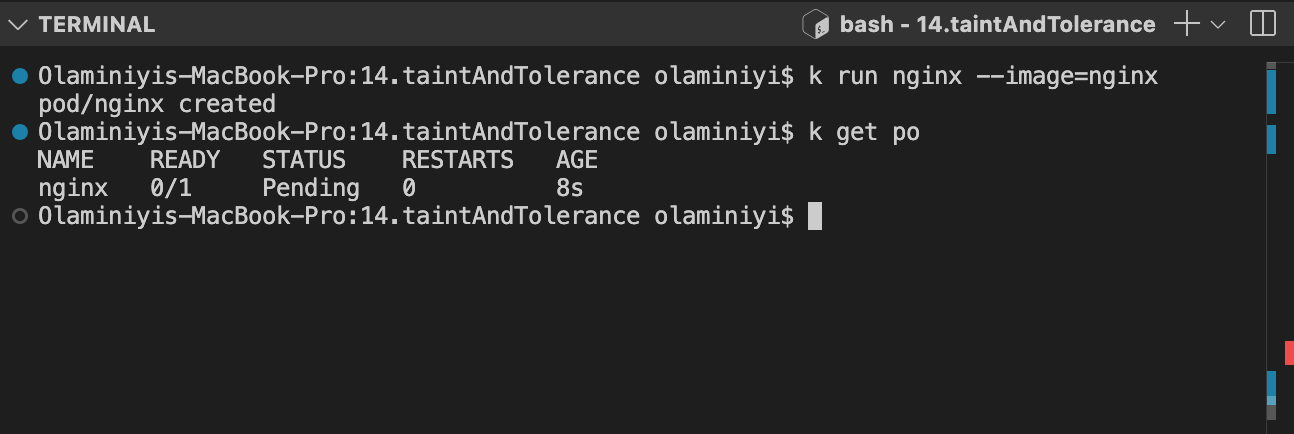 TERMINAL
bash - 14.taintAndTolerance
Olaminiyis-MacBook-Pro:14.taintAndTolerance olaminiyi$ k run nginx --image=nginx
pod/nginx created
Olaminiyis-MacBook-Pro:14.taintAndTolerance olaminiyi$ k get po
NAME READY STATUS RESTARTS AGE
nginx 0/1 Pending 0 8s
Olaminiyis-MacBook-Pro:14.taintAndTolerance olaminiyi$